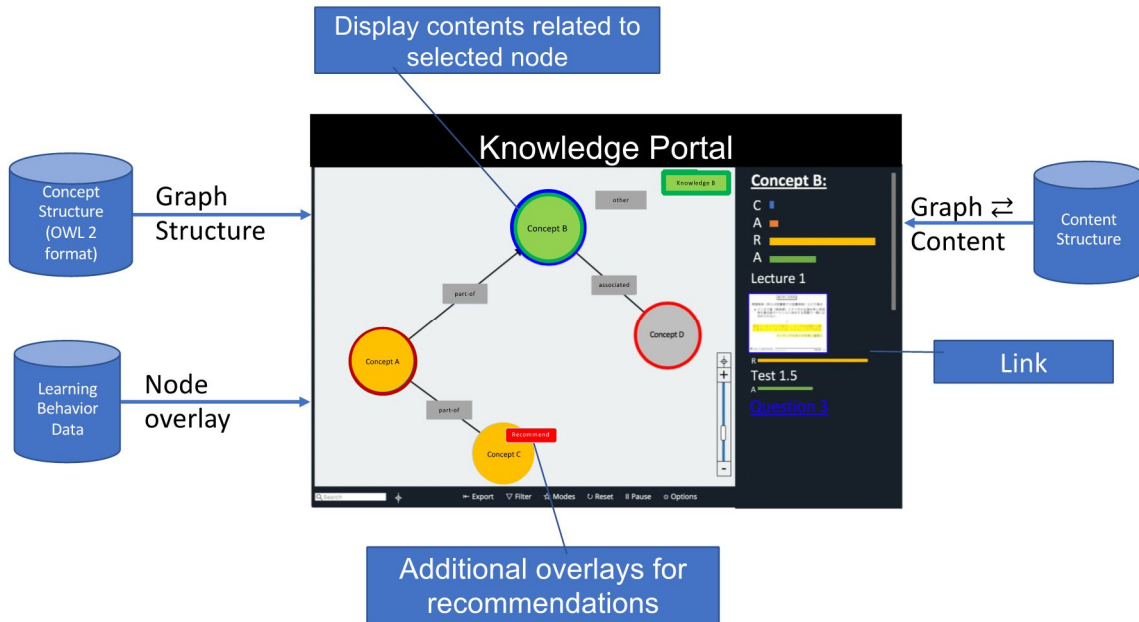 Display contents related to
selected node
Knowledge Portal
Concept
Structure
(OWL 2
format)
Graph
Structure
Learning
Behavior
Data
Node
overlay
Knowledge B
other
Concept B
part-of
associated
Concept A
Concept D
part-of
Recommend
Concept C
+
−
Search
Export
Filter
Modes
Reset
Pause
Options
Concept B:
C
A
R
A
Lecture 1
R
Test 1.5
A
Question 3
Graph ⇄
Content
Content
Structure
Link
Additional overlays for
recommendations